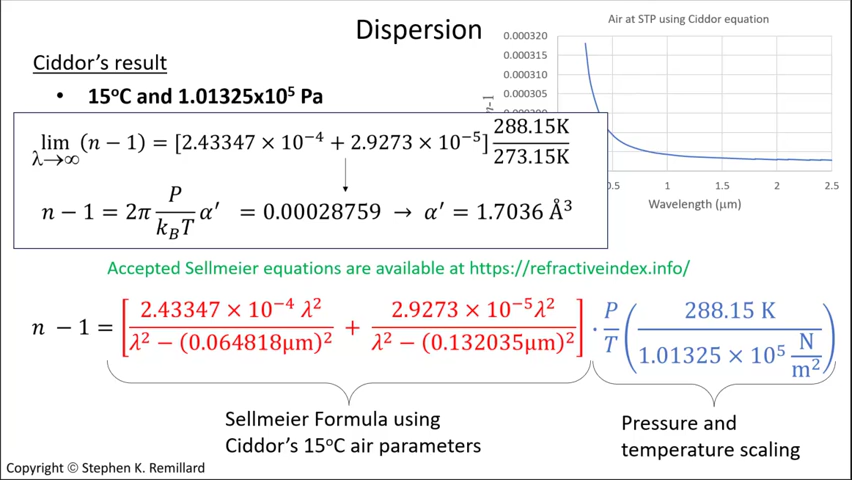 Dispersion
Ciddor's result
• 15°C and 1.01325x10⁵ Pa
lim λ→∞ (n − 1) = [2.43347 × 10⁻⁴ + 2.9273 × 10⁻⁵] 288.15K / 273.15K
n − 1 = 2π P/(k_B T) α′ = 0.00028759 → α′ = 1.7036 Å³
Air at STP using Ciddor equation
0.000320
0.000315
0.000310
0.000305
0.000300
n-1
0.5 1 1.5 2 2.5
Wavelength (μm)
Accepted Sellmeier equations are available at https://refractiveindex.info/
n − 1 = [ 2.43347 × 10⁻⁴ λ² / (λ² − (0.064818μm)²) + 2.9273 × 10⁻⁵λ² / (λ² − (0.132035μm)²) ] · P/T ( 288.15 K / (1.01325 × 10⁵ N/m²) )
Sellmeier Formula using
Ciddor's 15°C air parameters
Pressure and
temperature scaling
Copyright © Stephen K. Remillard